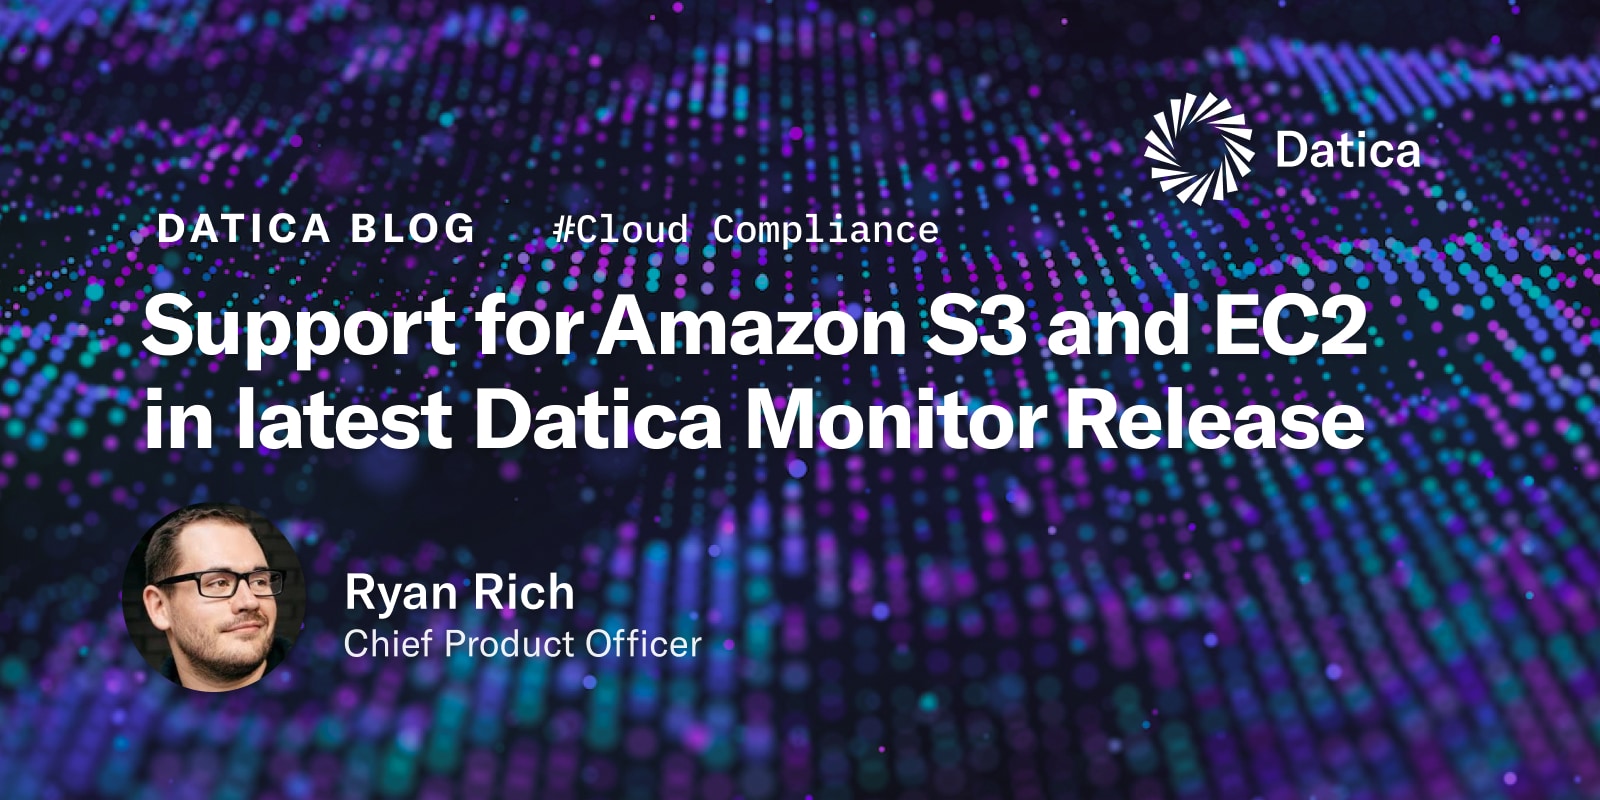 Datica
DATICA BLOG #Cloud Compliance
Support for Amazon S3 and EC2
in latest Datica Monitor Release
Ryan Rich
Chief Product Officer